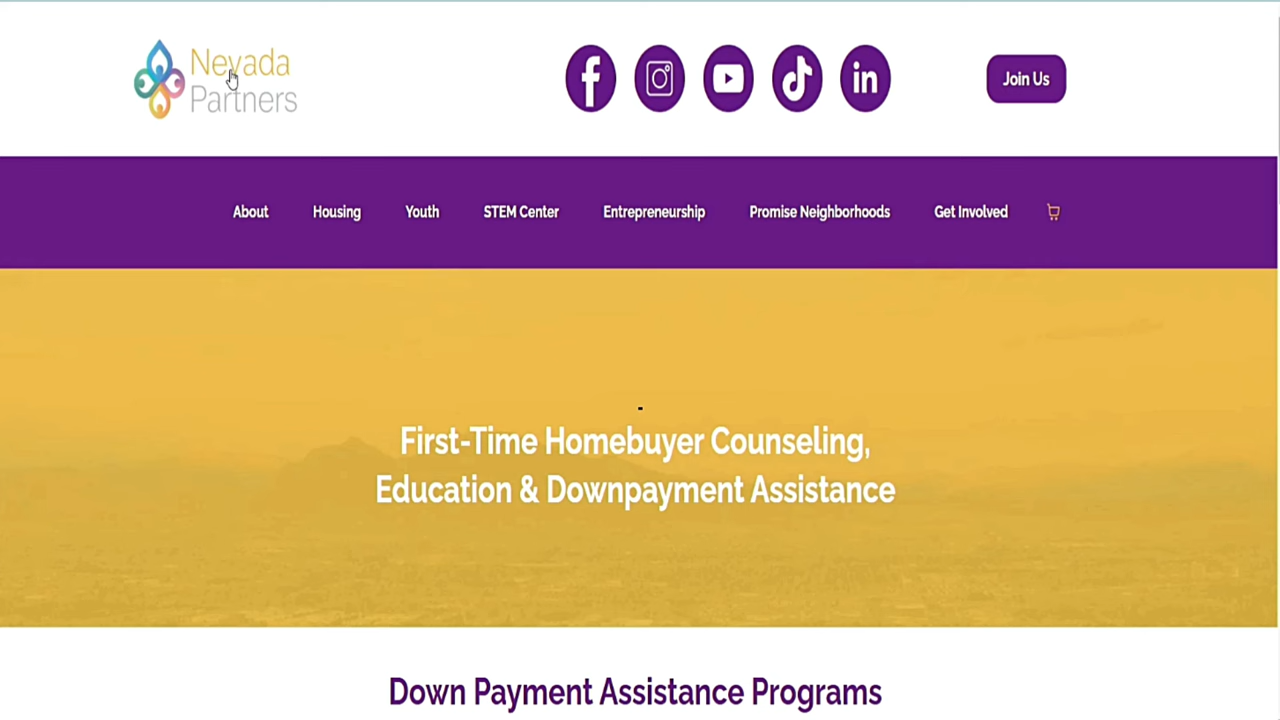 Nevada
Partners
Join Us
About Housing Youth STEM Center Entrepreneurship Promise Neighborhoods Get Involved
First-Time Homebuyer Counseling,
Education & Downpayment Assistance
Down Payment Assistance Programs